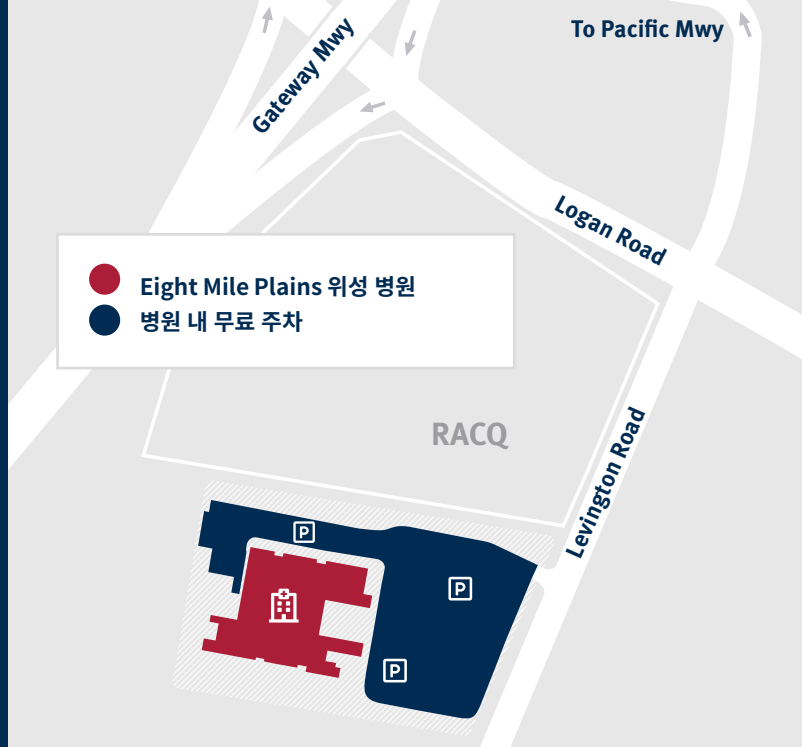 To Pacific Mwy
Gateway Mwy
Logan Road
Eight Mile Plains 위성 병원
병원 내 무료 주차
RACQ
Levington Road
P
P
P